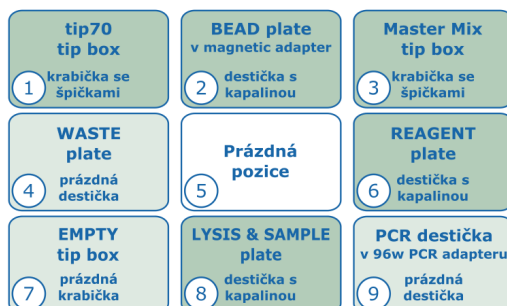 tip70
tip box
1
krabička se
špičkami
BEAD plate
v magnetic adapter
2
destička s
kapalinou
Master Mix
tip box
3
krabička se
špičkami
WASTE
plate
4
prázdná
destička
Prázdná
pozice
5
REAGENT
plate
6
destička s
kapalinou
EMPTY
tip box
7
prázdná
krabička
LYSIS & SAMPLE
plate
8
destička s
kapalinou
PCR destička
v 96w PCR adapteru
9
prázdná
destička